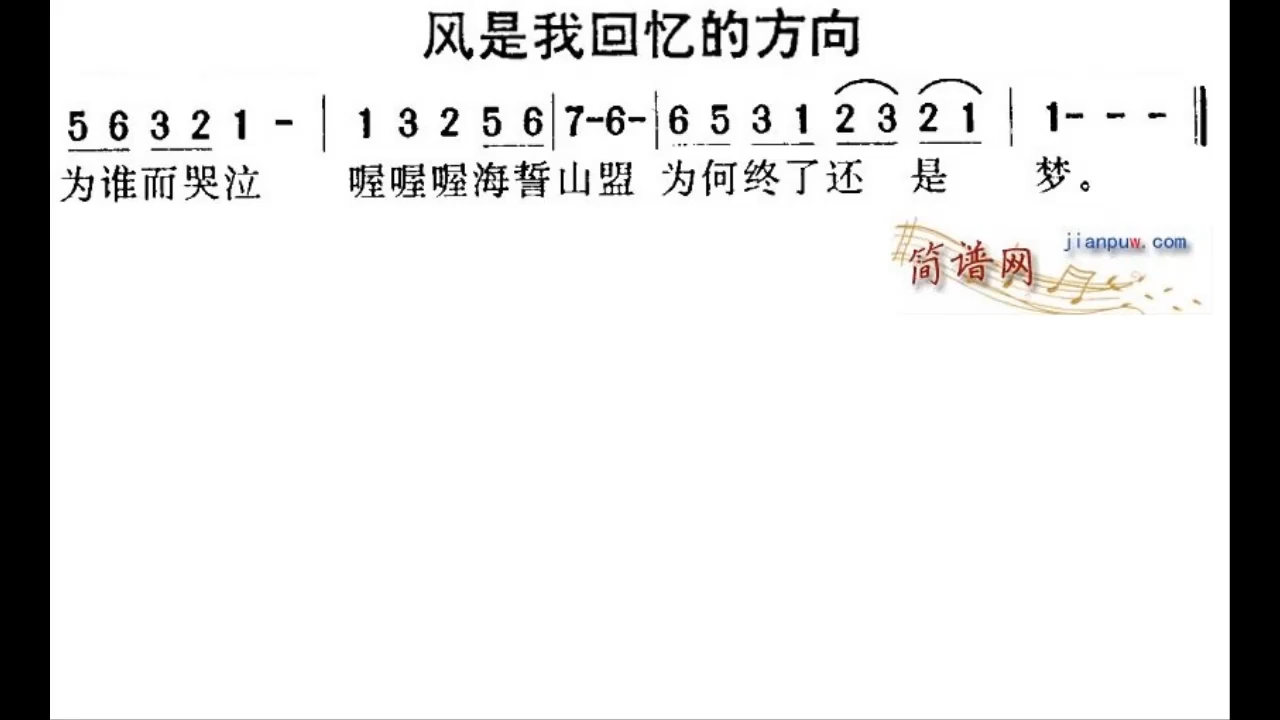 风是我回忆的方向
5 6 3 2 1 - | 1 3 2 5 6 | 7-6- | 6 5 3 1 2 3 2 1 | 1- - - ‖
为谁而哭泣 喔喔喔海誓山盟 为何终了还 是 梦。
jianpuw.com
简谱网